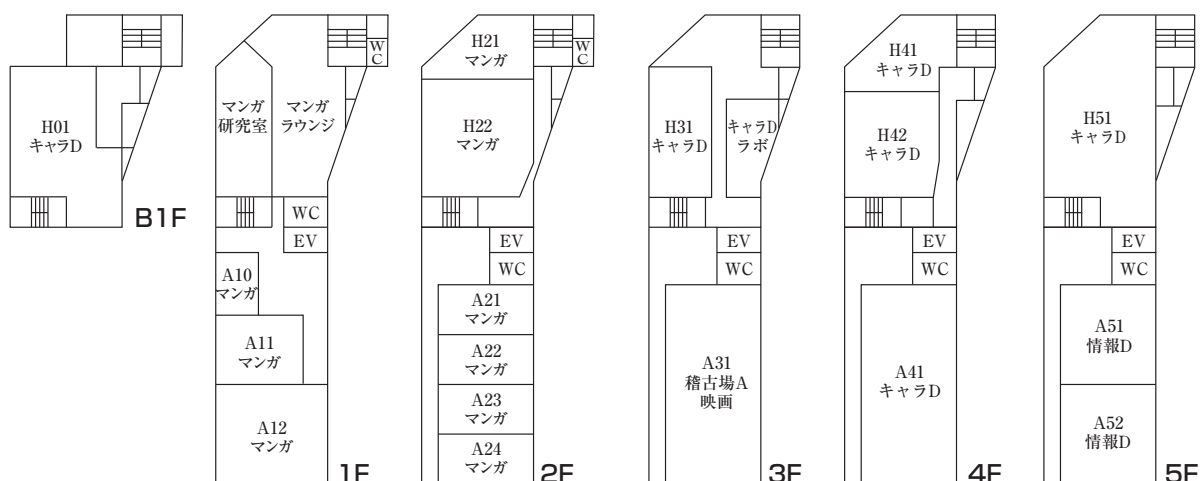 H01
キャラD
B1F
W
C
マンガ
研究室
マンガ
ラウンジ
WC
EV
A10
マンガ
A11
マンガ
A12
マンガ
1F
H21
マンガ
W
C
H22
マンガ
EV
WC
A21
マンガ
A22
マンガ
A23
マンガ
A24
マンガ
2F
H31
キャラD
キャラD
ラボ
EV
WC
A31
稽古場A
映画
3F
H41
キャラD
H42
キャラD
EV
WC
A41
キャラD
4F
H51
キャラD
EV
WC
A51
情報D
A52
情報D
5F